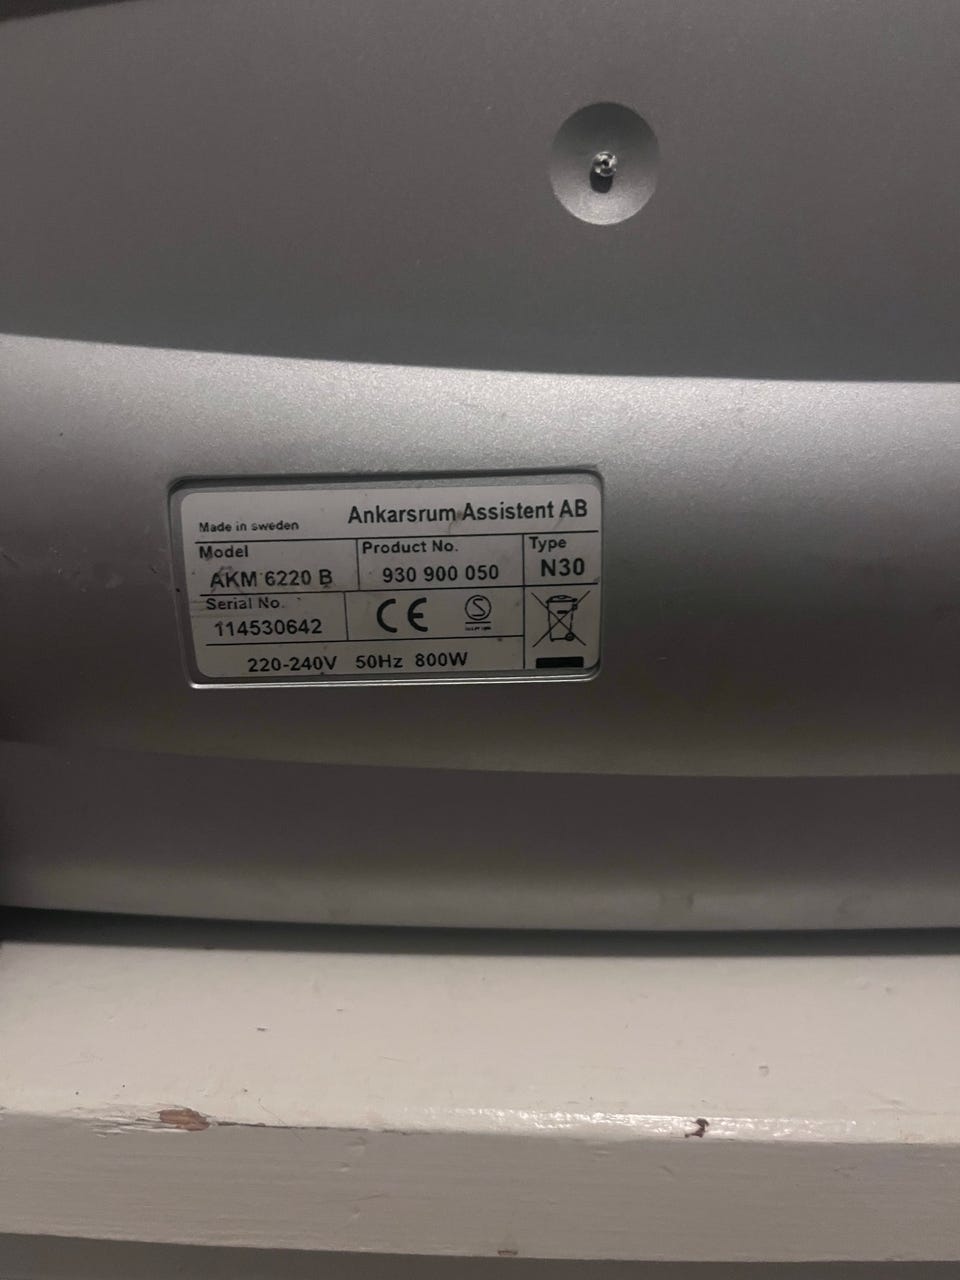 Made in sweden Ankarsrum Assistent AB
Model Product No. Type
AKM 6220 B 930 900 050 N30
Serial No.
114530642 CE S
220-240V 50Hz 800W